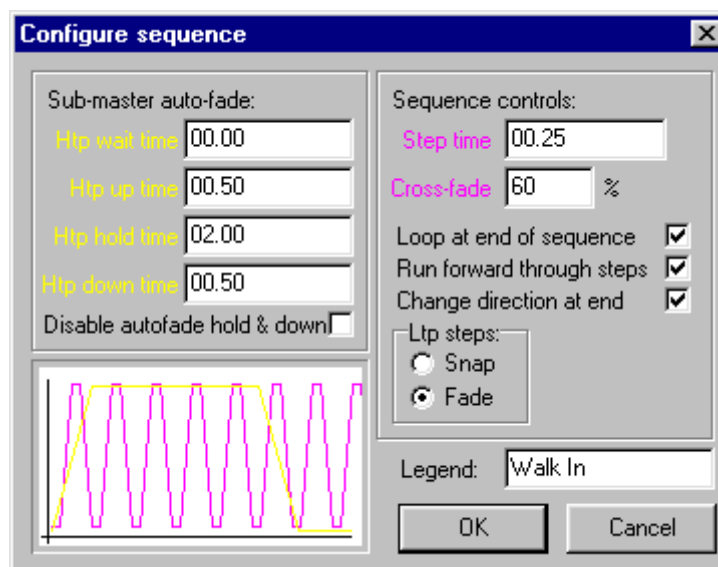 Configure sequence
Sub-master auto-fade:
Htp wait time 00.00
Htp up time 00.50
Htp hold time 02.00
Htp down time 00.50
Disable autofade hold & down
Sequence controls:
Step time 00.25
Cross-fade 60 %
Loop at end of sequence
Run forward through steps
Change direction at end
Ltp steps:
Snap
Fade
Legend: Walk In
OK Cancel